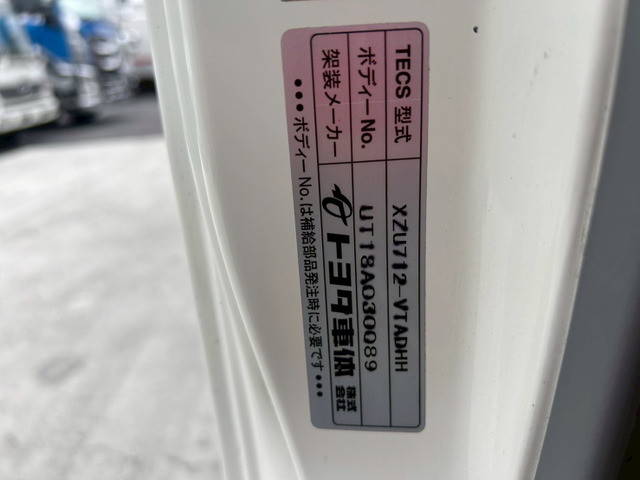 TECS 型式 XZU712-VTADHH
ボディーNo. UT18A030089
架装メーカー トヨタ車体 株式会社
●●● ボディーNo.は補給部品発注時に必要です ●●●